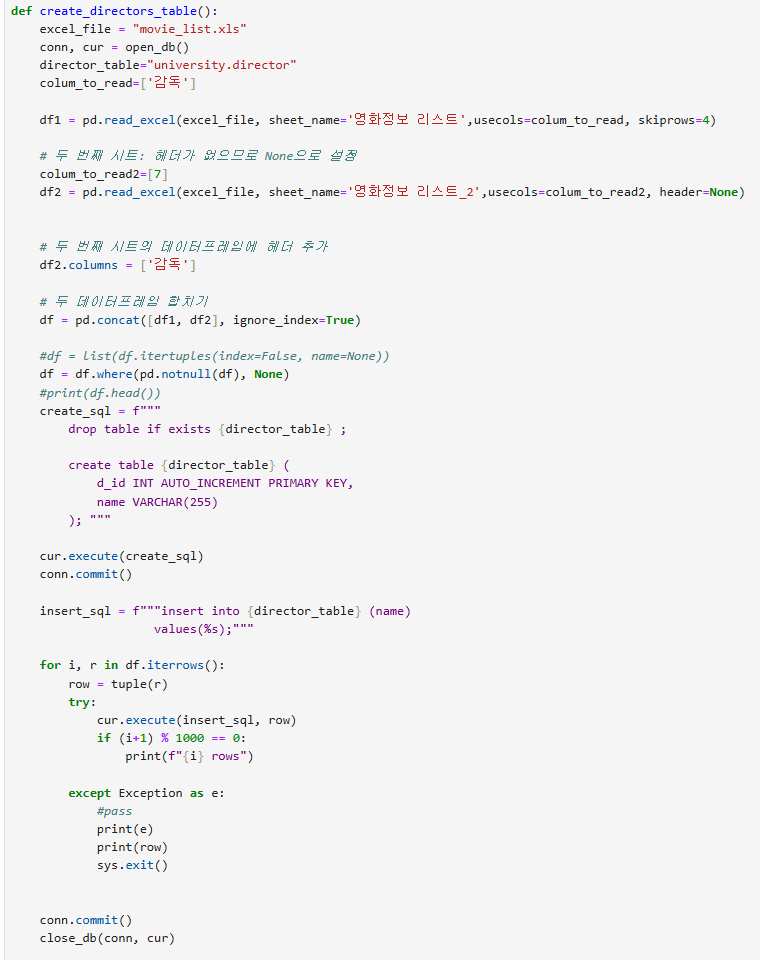 def create_directors_table():
    excel_file = "movie_list.xls"
    conn, cur = open_db()
    director_table="university.director"
    colum_to_read=['감독']

    df1 = pd.read_excel(excel_file, sheet_name='영화정보 리스트',usecols=colum_to_read, skiprows=4)

    # 두 번째 시트: 헤더가 없으므로 None으로 설정
    colum_to_read2=[7]
    df2 = pd.read_excel(excel_file, sheet_name='영화정보 리스트_2',usecols=colum_to_read2, header=None)

    # 두 번째 시트의 데이터프레임에 헤더 추가
    df2.columns = ['감독']

    # 두 데이터프레임 합치기
    df = pd.concat([df1, df2], ignore_index=True)

    #df = list(df.itertuples(index=False, name=None))
    df = df.where(pd.notnull(df), None)
    #print(df.head())
    create_sql = f"""
        drop table if exists {director_table} ;

        create table {director_table} (
            d_id INT AUTO_INCREMENT PRIMARY KEY,
            name VARCHAR(255)
        ); """

    cur.execute(create_sql)
    conn.commit()

    insert_sql = f"""insert into {director_table} (name)
                    values(%s);"""

    for i, r in df.iterrows():
        row = tuple(r)
        try:
            cur.execute(insert_sql, row)
            if (i+1) % 1000 == 0:
                print(f"{i} rows")

        except Exception as e:
            #pass
            print(e)
            print(row)
            sys.exit()

    conn.commit()
    close_db(conn, cur)